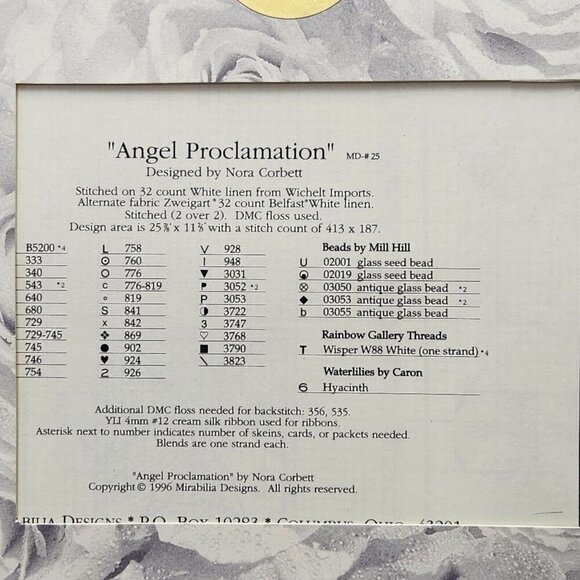 "Angel Proclamation" MD-#25
Designed by Nora Corbett
Stitched on 32 count White linen from Wichelt Imports.
Alternate fabric Zweigart* 32 count Belfast*White linen.
Stitched (2 over 2). DMC floss used.
Design area is 25⅞" x 11⅝" with a stitch count of 413 x 187.
B5200 *4 L 758 V 928 Beads by Mill Hill
333 ⊙ 760 | 948 U 02001 glass seed bead
340 O 776 ▼ 3031 02019 glass seed bead
543 *2 c 776-819 P 3052 *2 ⊗ 03050 antique glass bead *2
640 o 819 P 3053 ◆ 03053 antique glass bead *2
680 S 841 ◑ 3722 b 03055 antique glass bead
729 x 842 3 3747
729-745 ❖ 869 ♡ 3768 Rainbow Gallery Threads
745 ● 902 ■ 3790 T Wisper W88 White (one strand) *4
746 ♥ 924 \ 3823 Waterlilies by Caron
754 2 926 6 Hyacinth
Additional DMC floss needed for backstitch: 356, 535.
YLI 4mm #12 cream silk ribbon used for ribbons.
Asterisk next to number indicates number of skeins, cards, or packets needed.
Blends are one strand each.
"Angel Proclamation" by Nora Corbett
Copyright © 1996 Mirabilia Designs. All rights reserved.
BILIA DESIGNS * P.O. BOX 10283 * COLUMBUS, OHIO 43201